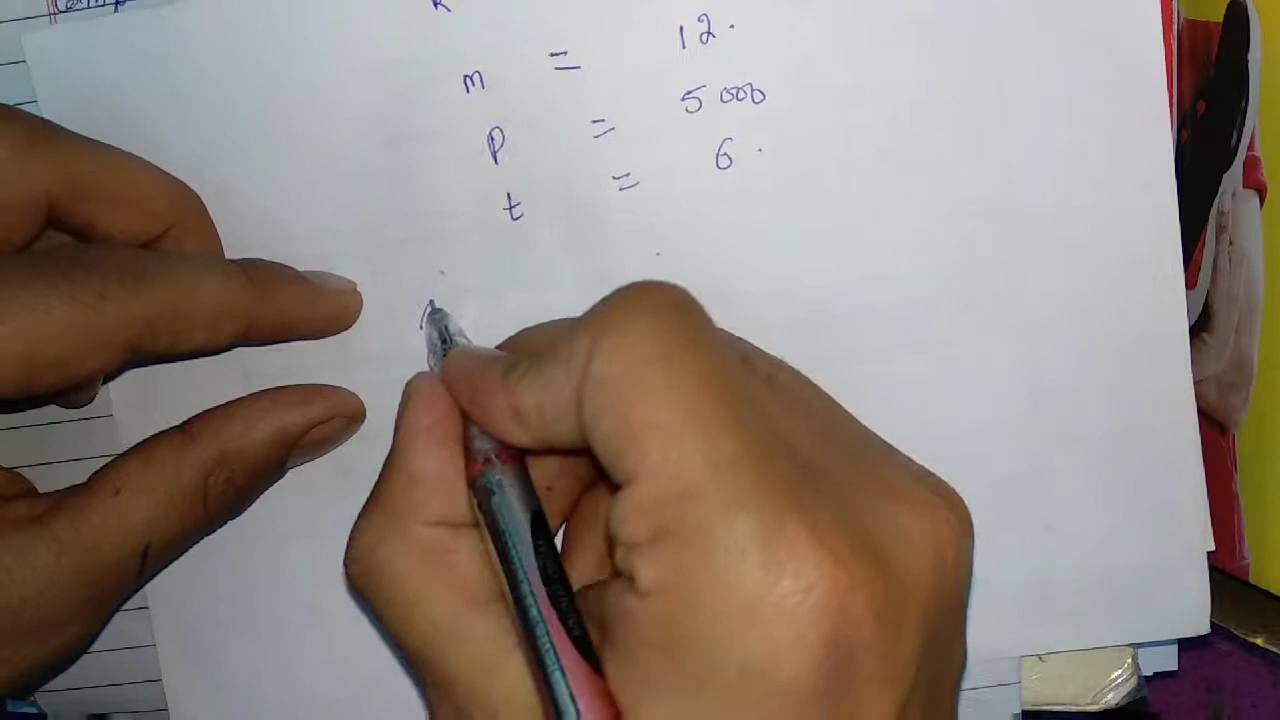 m = 12.
P = 5000
t = 6.